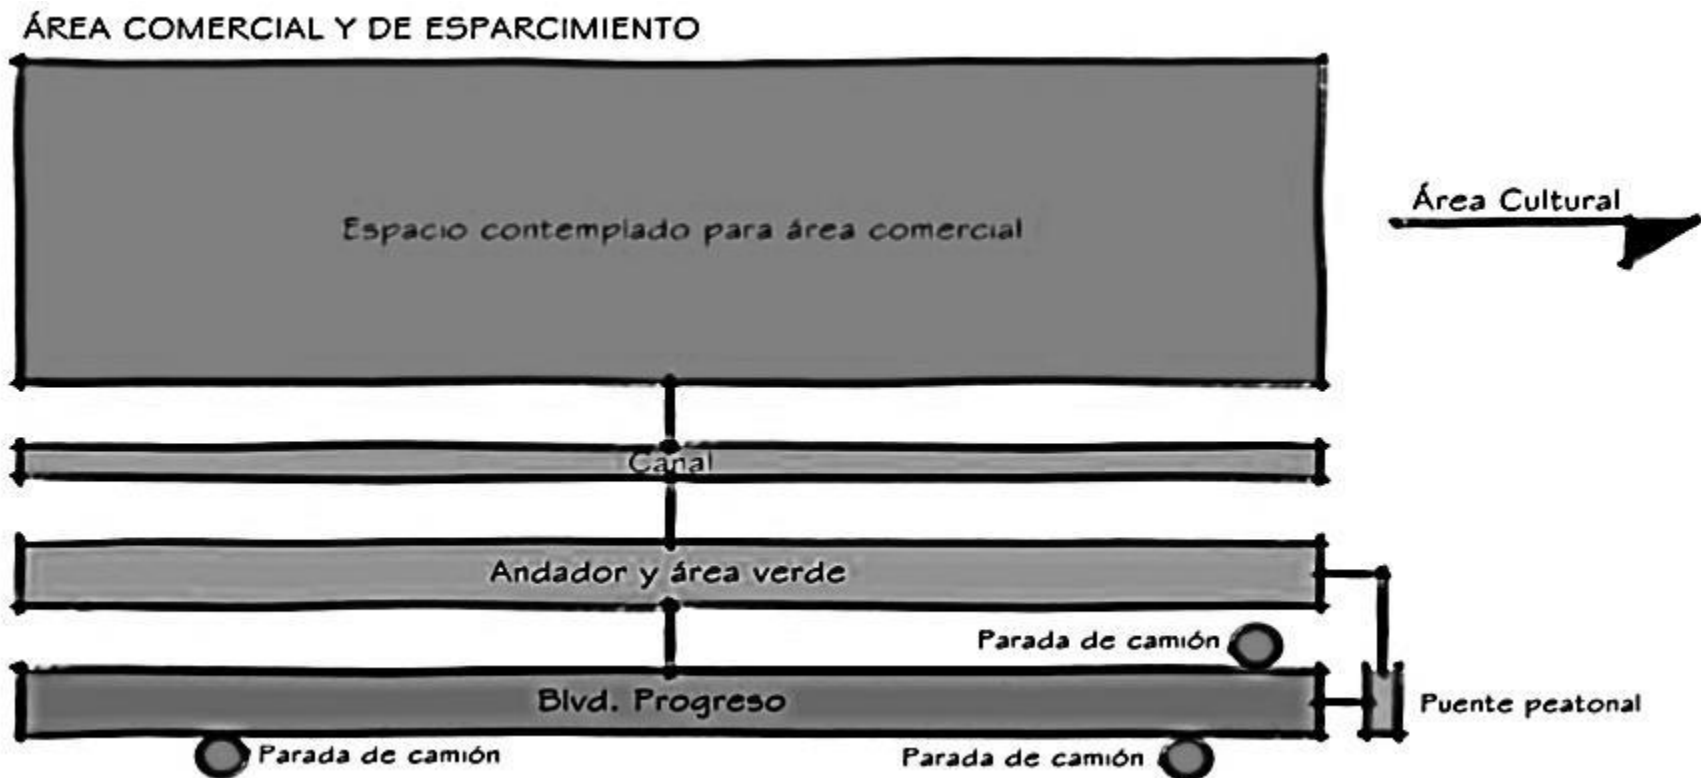 ÁREA COMERCIAL Y DE ESPARCIMIENTO
Área Cultural
Espacio contemplado para área comercial
Canal
Andador y área verde
Parada de camión
Blvd. Progreso
Puente peatonal
Parada de camión
Parada de camión